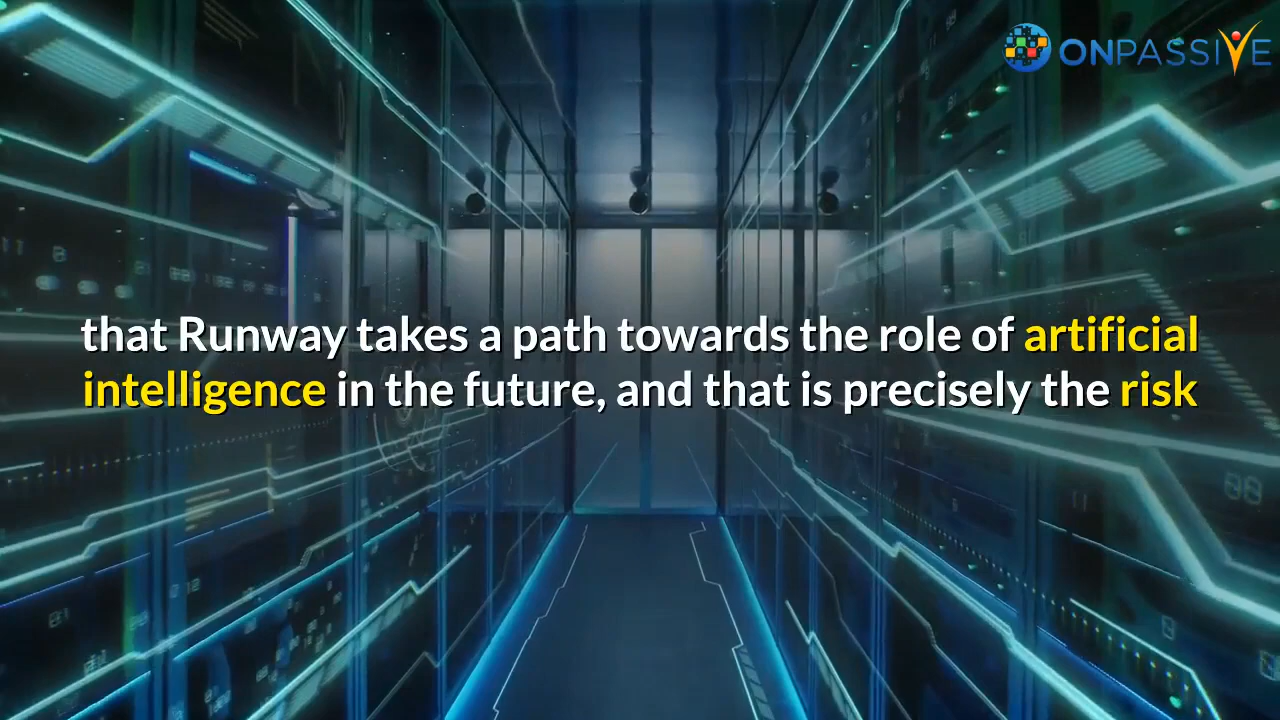 ONPASSIVE
that Runway takes a path towards the role of artificial
intelligence in the future, and that is precisely the risk